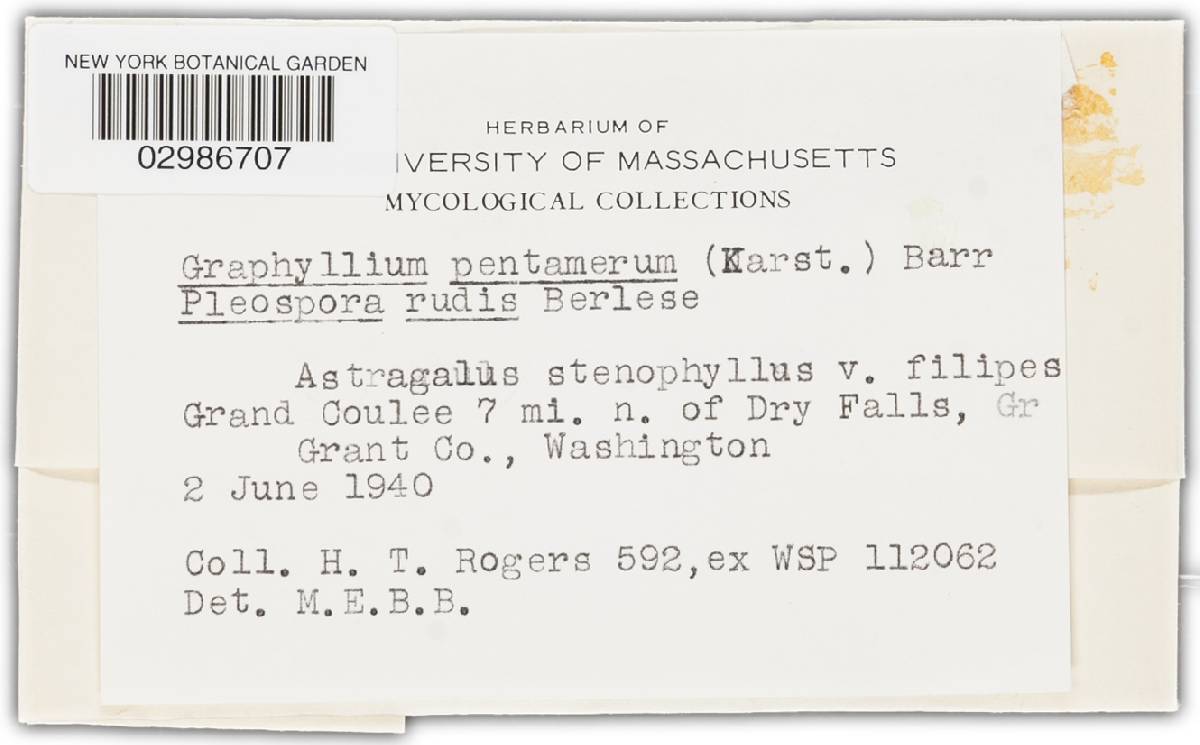 NEW YORK BOTANICAL GARDEN
02986707
HERBARIUM OF
IVERSITY OF MASSACHUSETTS
MYCOLOGICAL COLLECTIONS
Graphyllium pentamerum (Karst.) Barr
Pleospora rudis Berlese
Astragalus stenophyllus v. filipes
Grand Coulee 7 mi. n. of Dry Falls, Gr
Grant Co., Washington
2 June 1940
Coll. H. T. Rogers 592,ex WSP 112062
Det. M.E.B.B.